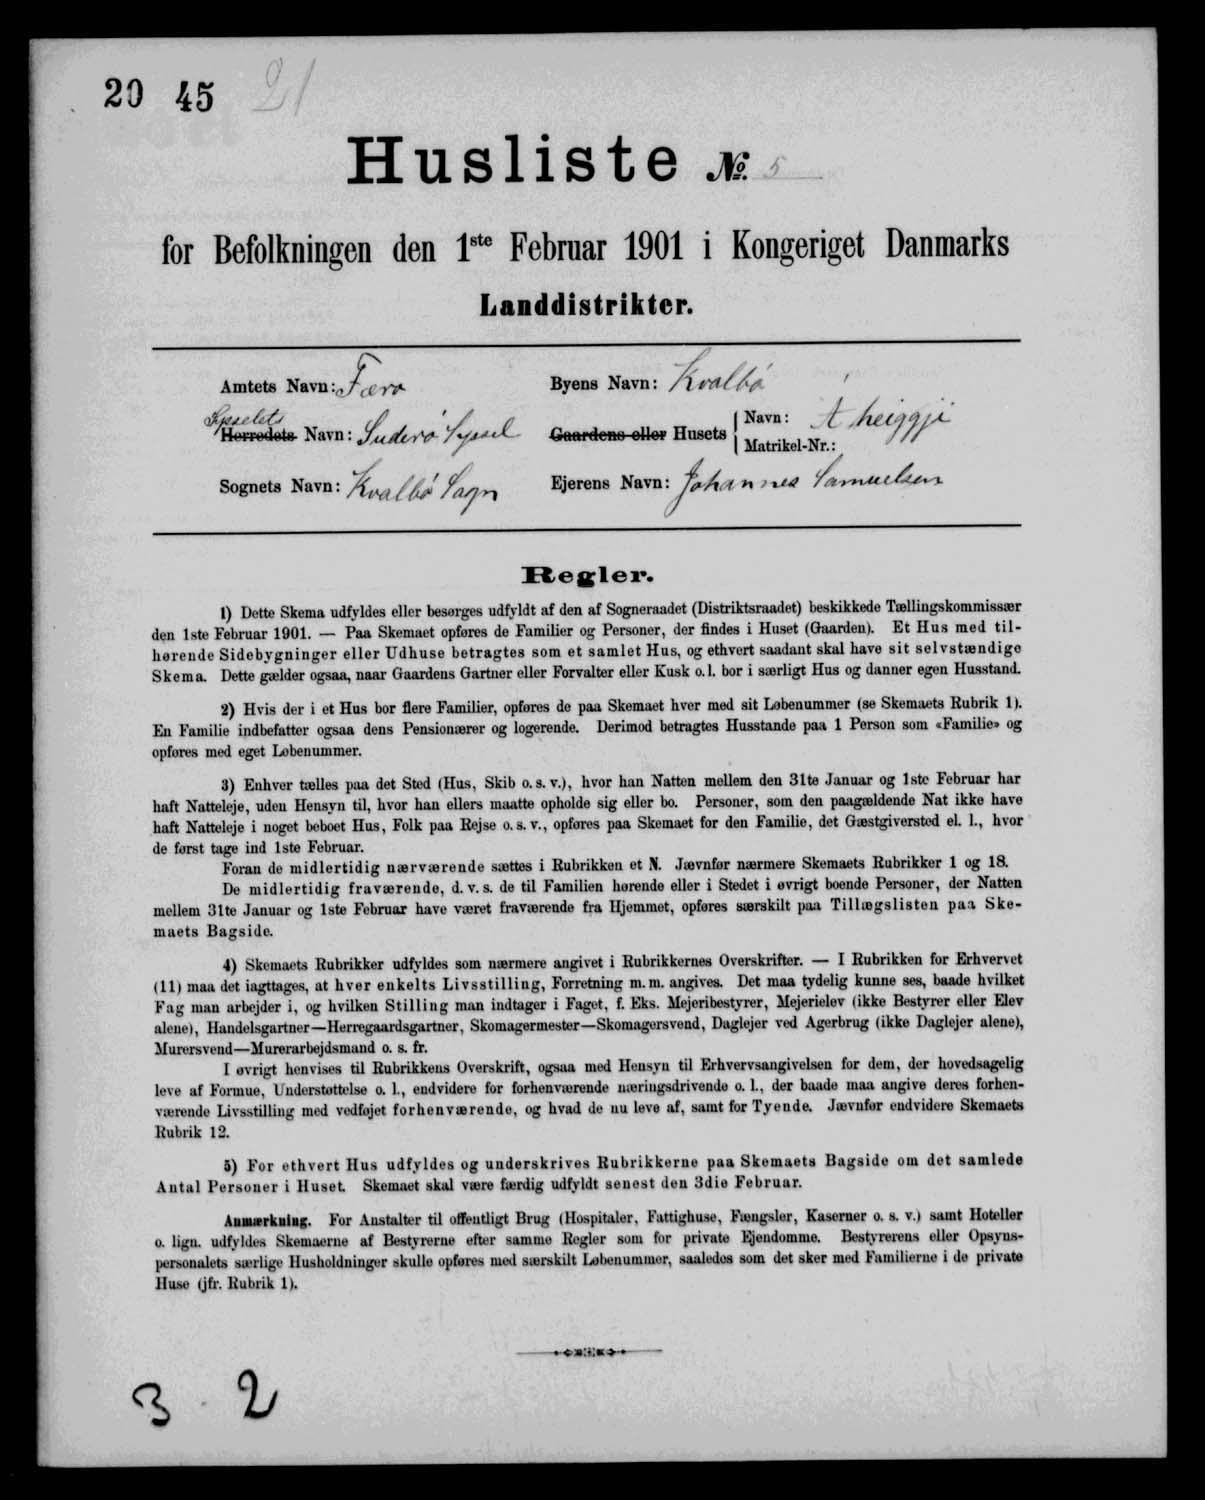 20 45 21
Husliste No. 5
for Befolkningen den 1ste Februar 1901 i Kongeriget Danmarks
Landdistrikter.
Amtets Navn: Færø
Byens Navn: Kvalbø
Sysselets
Herredets Navn: Suderø Syssel
Gaardens eller Husets Navn: Á heiggji
Matrikel-Nr.:
Sognets Navn: Kvalbø Sogn
Ejerens Navn: Johannes Samuelsen
Regler.
1) Dette Skema udfyldes eller besørges udfyldt af den af Sogneraadet (Distriktsraadet) beskikkede Tællingskommissær
den 1ste Februar 1901. — Paa Skemaet opføres de Familier og Personer, der findes i Huset (Gaarden). Et Hus med til-
hørende Sidebygninger eller Udhuse betragtes som et samlet Hus, og ethvert saadant skal have sit selvstændige
Skema. Dette gælder ogsaa, naar Gaardens Gartner eller Forvalter eller Kusk o. l. bor i særligt Hus og danner egen Husstand.
2) Hvis der i et Hus bor flere Familier, opføres de paa Skemaet hver med sit Løbenummer (se Skemaets Rubrik 1).
En Familie indbefatter ogsaa dens Pensionærer og logerende. Derimod betragtes Husstande paa 1 Person som «Familie» og
opføres med eget Løbenummer.
3) Enhver tælles paa det Sted (Hus, Skib o. s. v.), hvor han Natten mellem den 31te Januar og 1ste Februar har
haft Natteleje, uden Hensyn til, hvor han ellers maatte opholde sig eller bo. Personer, som den paagældende Nat ikke have
haft Natteleje i noget beboet Hus, Folk paa Rejse o. s. v., opføres paa Skemaet for den Familie, det Gæstgiversted el. l., hvor
de først tage ind 1ste Februar.
Foran de midlertidig nærværende sættes i Rubrikken et N. Jævnfør nærmere Skemaets Rubrikker 1 og 18.
De midlertidig fraværende, d. v. s. de til Familien hørende eller i Stedet i øvrigt boende Personer, der Natten
mellem 31te Januar og 1ste Februar have været fraværende fra Hjemmet, opføres særskilt paa Tillægslisten paa Ske-
maets Bagside.
4) Skemaets Rubrikker udfyldes som nærmere angivet i Rubrikkernes Overskrifter. — I Rubrikken for Erhvervet
(11) maa det iagttages, at hver enkelts Livsstilling, Forretning m. m. angives. Det maa tydelig kunne ses, baade hvilket
Fag man arbejder i, og hvilken Stilling man indtager i Faget, f. Eks. Mejeribestyrer, Mejerielev (ikke Bestyrer eller Elev
alene), Handelsgartner—Herregaardsgartner, Skomagermester—Skomagersvend, Daglejer ved Agerbrug (ikke Daglejer alene),
Murersvend—Murerarbejdsmand o. s. fr.
I øvrigt henvises til Rubrikkens Overskrift, ogsaa med Hensyn til Erhvervsangivelsen for dem, der hovedsagelig
leve af Formue, Understøttelse o. l., endvidere for forhenværende næringsdrivende o. l., der baade maa angive deres forhen-
værende Livsstilling med vedføjet forhenværende, og hvad de nu leve af, samt for Tyende. Jævnfør endvidere Skemaets
Rubrik 12.
5) For ethvert Hus udfyldes og underskrives Rubrikkerne paa Skemaets Bagside om det samlede
Antal Personer i Huset. Skemaet skal være færdig udfyldt senest den 3die Februar.
Anmærkning. For Anstalter til offentligt Brug (Hospitaler, Fattighuse, Fængsler, Kaserner o. s. v.) samt Hoteller
o. lign. udfyldes Skemaerne af Bestyrerne efter samme Regler som for private Ejendomme. Bestyrerens eller Opsyns-
personalets særlige Husholdninger skulle opføres med særskilt Løbenummer, saaledes som det sker med Familierne i de private
Huse (jfr. Rubrik 1).
3 . 2